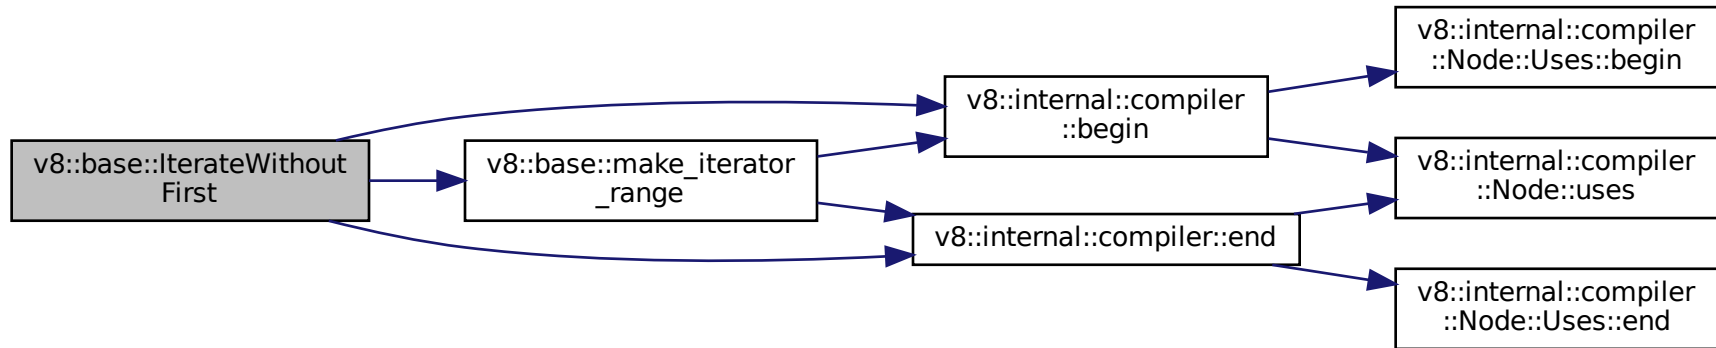 v8::base::IterateWithout
First
v8::base::make_iterator
_range
v8::internal::compiler
::begin
v8::internal::compiler::end
v8::internal::compiler
::Node::Uses::begin
v8::internal::compiler
::Node::uses
v8::internal::compiler
::Node::Uses::end